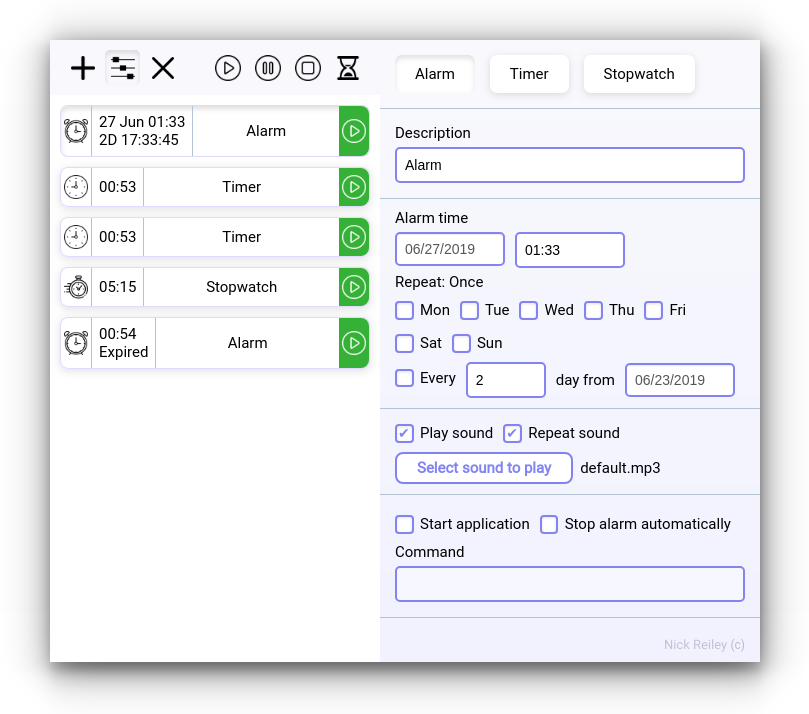 27 Jun 01:33
2D 17:33:45
Alarm
00:53
Timer
00:53
Timer
05:15
Stopwatch
00:54
Expired
Alarm
Alarm Timer Stopwatch
Description
Alarm
Alarm time
06/27/2019 01:33
Repeat: Once
Mon Tue Wed Thu Fri
Sat Sun
Every 2 day from 06/23/2019
Play sound Repeat sound
Select sound to play default.mp3
Start application Stop alarm automatically
Command
Nick Reiley (c)